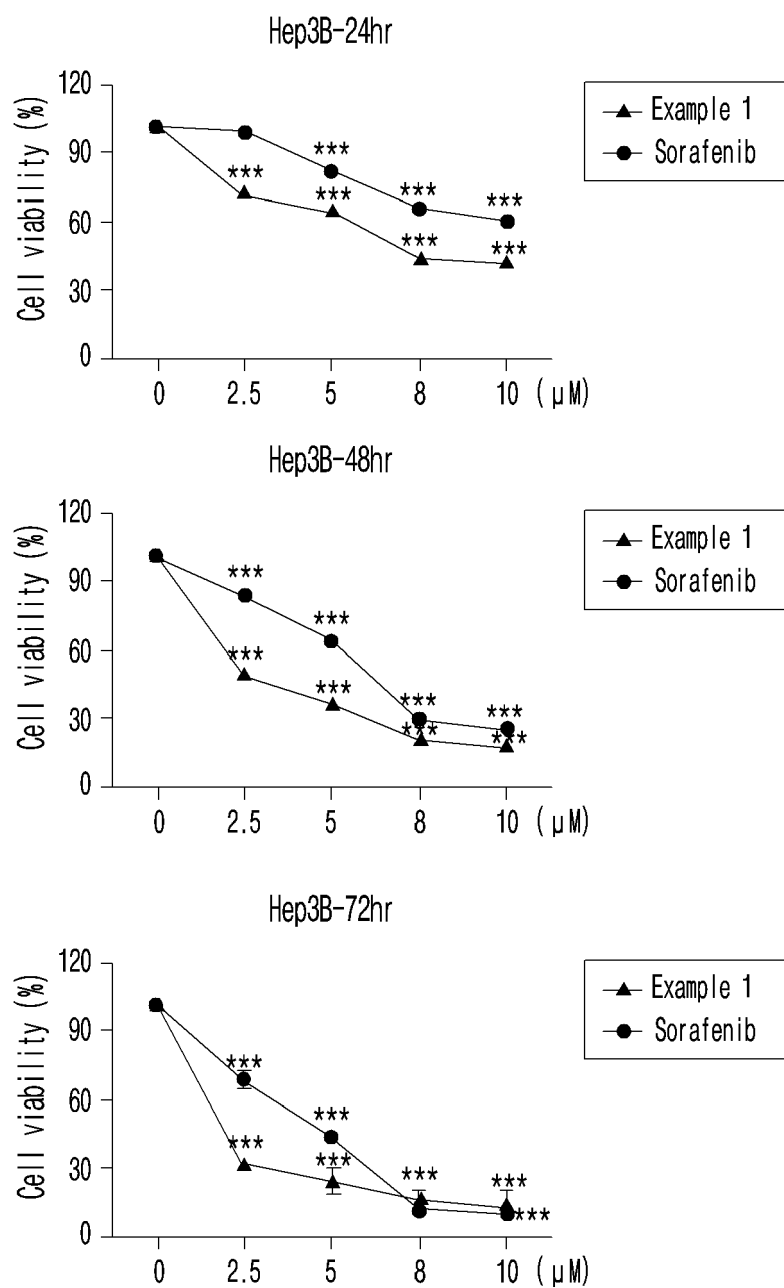 Hep3B-24hr
Cell viability (%)
120
90
60
30
0
***
***
***
***
***
***
***
0 2.5 5 8 10 (μM)
Example 1
Sorafenib
Hep3B-48hr
Cell viability (%)
120
90
60
30
0
***
***
***
***
***
***
***
***
0 2.5 5 8 10 (μM)
Example 1
Sorafenib
Hep3B-72hr
Cell viability (%)
120
90
60
30
0
***
***
***
***
***
***
***
0 2.5 5 8 10 (μM)
Example 1
Sorafenib